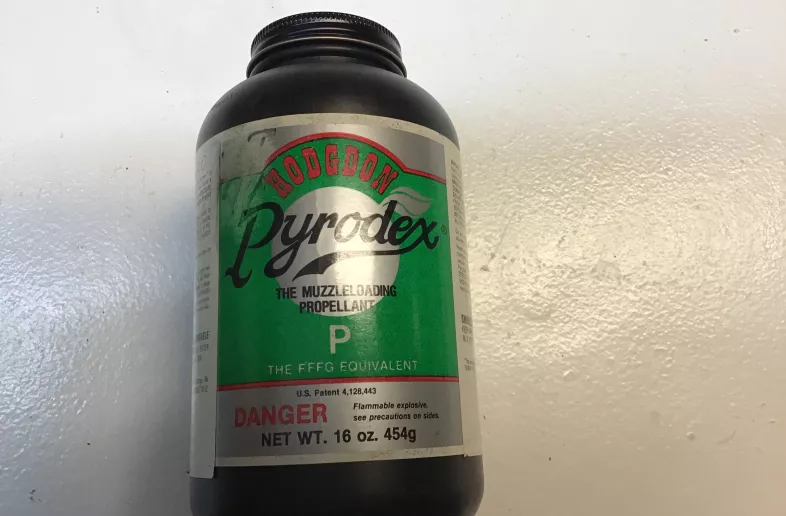 HODGDON
Pyrodex
THE MUZZLELOADING
PROPELLANT
P
THE FFFG EQUIVALENT
U.S. Patent 4,128,443
DANGER
Flammable explosive,
see precautions on sides.
NET WT. 16 oz. 454g